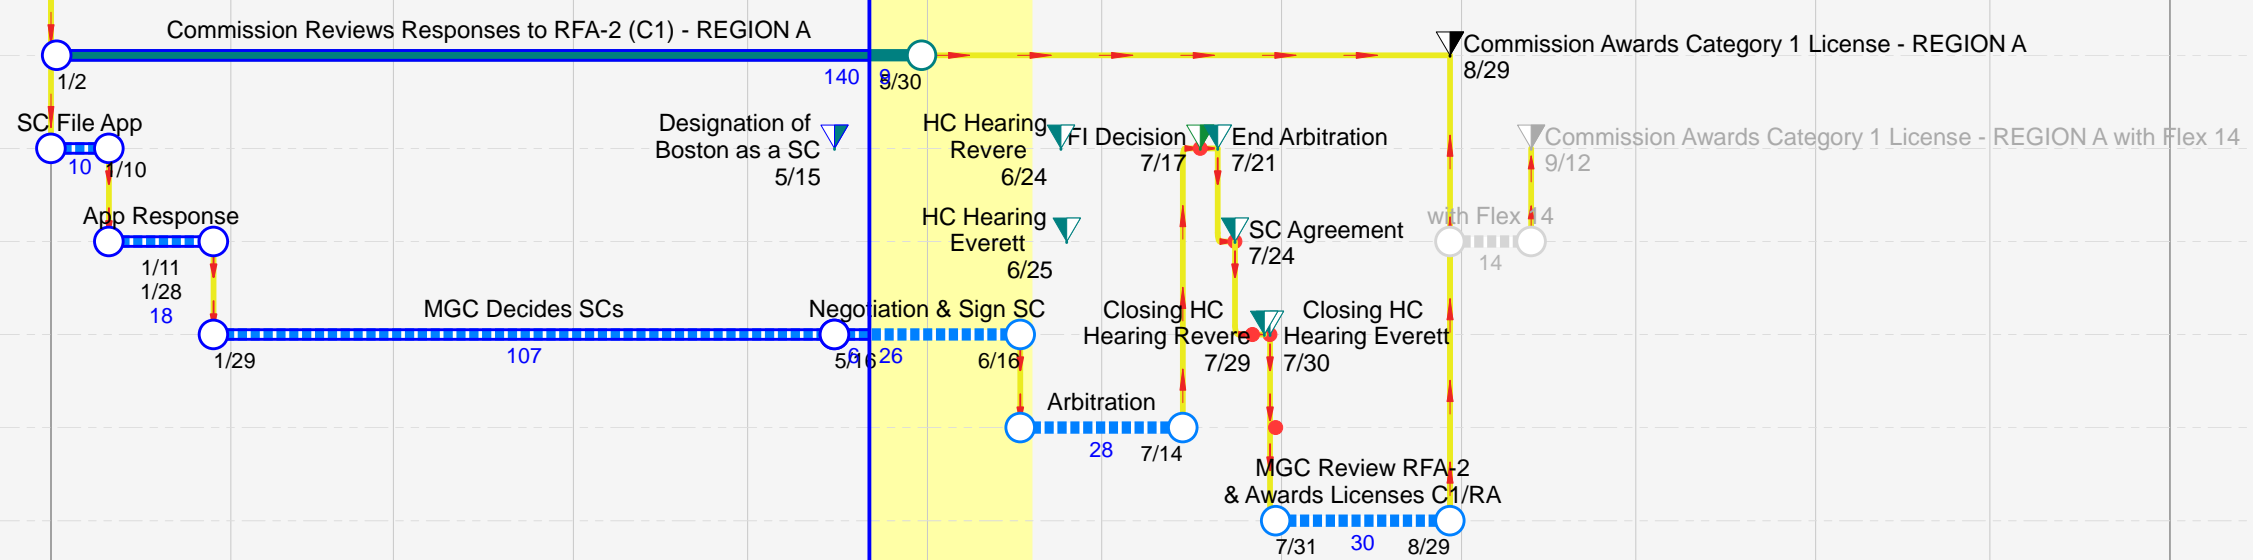 Commission Reviews Responses to RFA-2 (C1) - REGION A
1/2
140
9
5/30
Commission Awards Category 1 License - REGION A
8/29
SC File App
10
1/10
Designation of
Boston as a SC
5/15
HC Hearing
Revere
6/24
FI Decision
7/17
End Arbitration
7/21
Commission Awards Category 1 License - REGION A with Flex 14
9/12
App Response
1/11
1/28
18
HC Hearing
Everett
6/25
SC Agreement
7/24
with Flex 14
14
MGC Decides SCs
1/29
107
Negotiation & Sign SC
5/16
6
26
6/16
Closing HC
Hearing Revere
7/29
Closing HC
Hearing Everett
7/30
Arbitration
28
7/14
MGC Review RFA-2
& Awards Licenses C1/RA
7/31
30
8/29